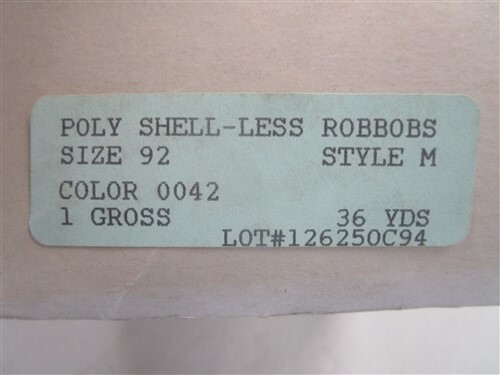 POLY SHELL-LESS ROBBOBS
SIZE 92 STYLE M
COLOR 0042
1 GROSS 36 YDS
LOT#126250C94